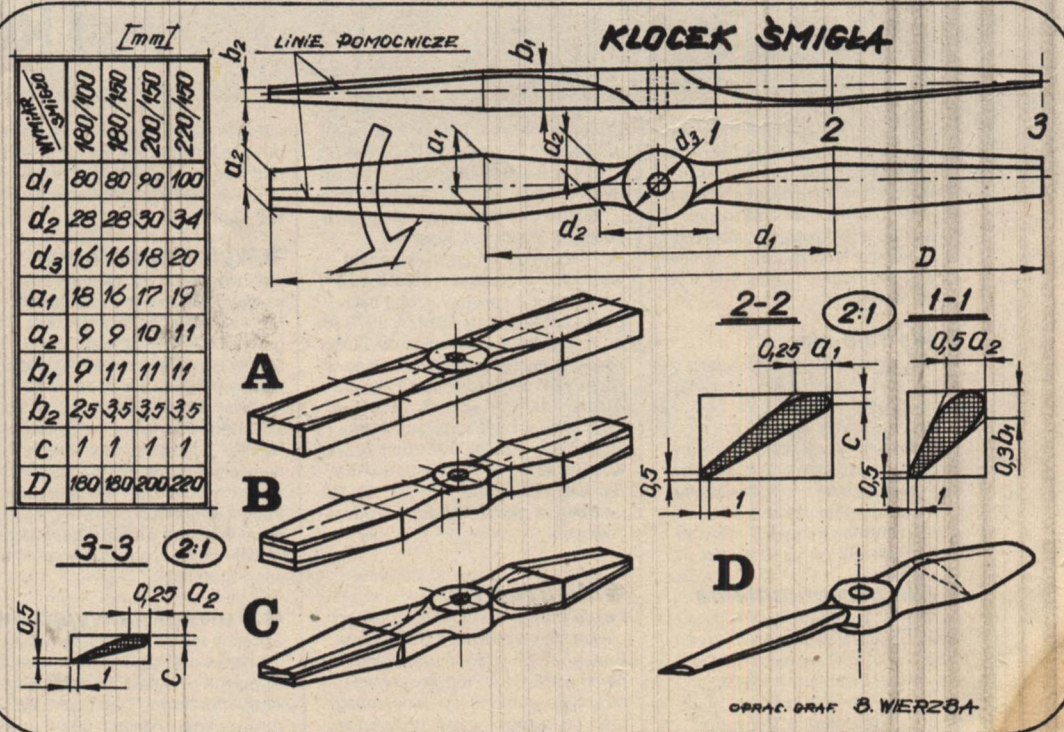 [mm]
WYMIAR ŚMIGŁO 180/100 180/150 200/150 220/150
d1 80 80 90 100
d2 28 28 30 34
d3 16 16 18 20
a1 18 16 17 19
a2 9 9 10 11
b1 9 11 11 11
b2 2,5 3,5 3,5 3,5
c 1 1 1 1
D 180 180 200 220
KLOCEK ŚMIGŁA
LINIE POMOCNICZE
b2
b1
1 2 3
a2
a1
d2
d3
d2
d1
D
A
B
C
D
2-2 2:1 1-1
0,25 a1
0,5 a2
c
0,3b1
0,5
1
0,5
1
3-3 2:1
0,25 a2
0,5
1
c
OPRAC. GRAF. B. WIERZBA